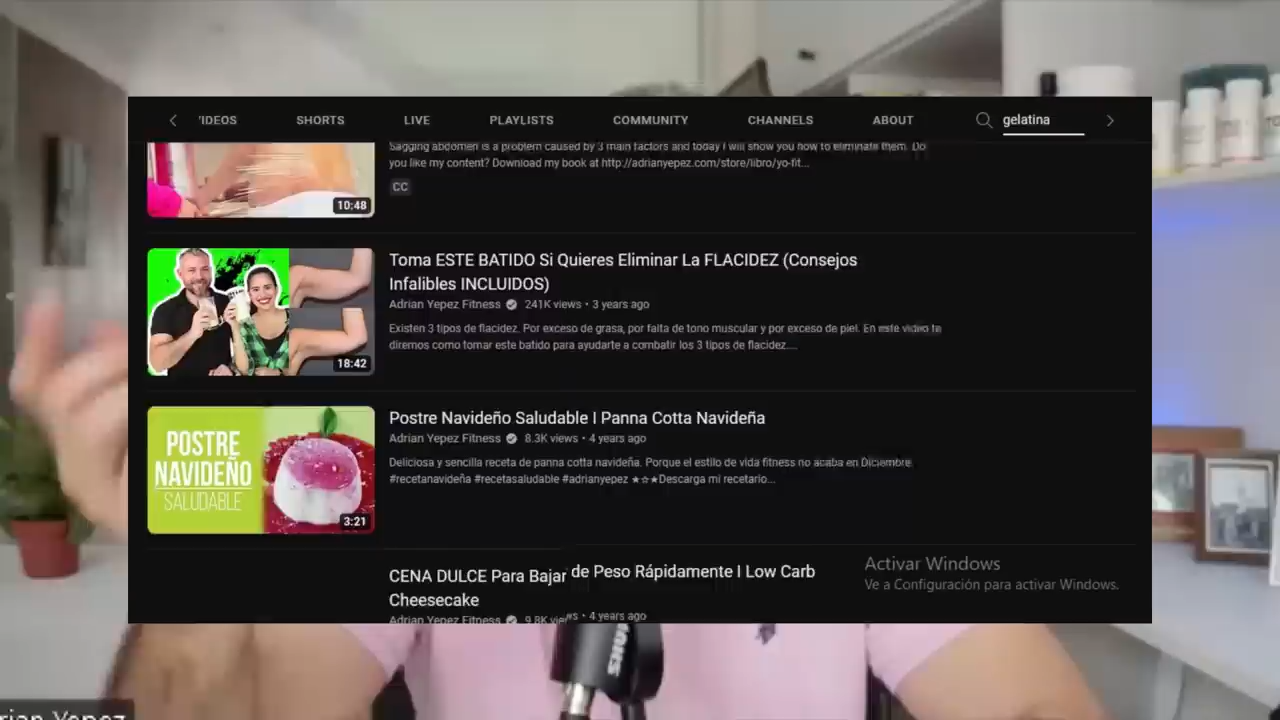 'IDEOS SHORTS LIVE PLAYLISTS COMMUNITY CHANNELS ABOUT gelatina
Sagging abdomen is a problem caused by 3 main factors and today I will show you how to eliminate them. Do
you like my content? Download my book at http://adrianyepez.com/store/libro/yo-fit...
CC
10:48
Toma ESTE BATIDO Si Quieres Eliminar La FLACIDEZ (Consejos
Infalibles INCLUIDOS)
Adrian Yepez Fitness 241K views • 3 years ago
Existen 3 tipos de flacidez. Por exceso de grasa, por falta de tono muscular y por exceso de piel. En este video te
diremos como tomar este batido para ayudarte a combatir los 3 tipos de flacidez....
18:42
POSTRE
NAVIDEÑO
SALUDABLE
3:21
Postre Navideño Saludable I Panna Cotta Navideña
Adrian Yepez Fitness 8.3K views • 4 years ago
Deliciosa y sencilla receta de panna cotta navideña. Porque el estilo de vida fitness no acaba en Diciembre.
#recetanavideña #recetasaludable #adrianyepez ★☆★Descarga mi recetario...
CENA DULCE Para Bajar de Peso Rápidamente I Low Carb
Cheesecake
Adrian Yepez Fitness 9.8K views • 4 years ago
Activar Windows
Ve a Configuración para activar Windows.
rian Yepez